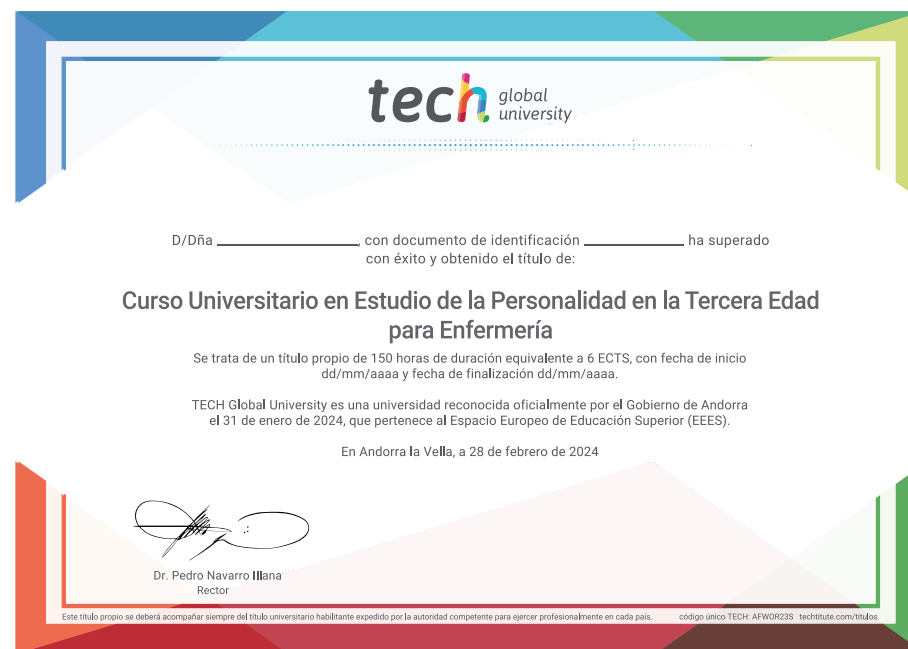 tech global university
D/Dña ____________, con documento de identificación ____________ ha superado
con éxito y obtenido el título de:
Curso Universitario en Estudio de la Personalidad en la Tercera Edad
para Enfermería
Se trata de un título propio de 150 horas de duración equivalente a 6 ECTS, con fecha de inicio
dd/mm/aaaa y fecha de finalización dd/mm/aaaa.
TECH Global University es una universidad reconocida oficialmente por el Gobierno de Andorra
el 31 de enero de 2024, que pertenece al Espacio Europeo de Educación Superior (EEES).
En Andorra la Vella, a 28 de febrero de 2024
Dr. Pedro Navarro Illana
Rector
Este título propio se deberá acompañar siempre del título universitario habilitante expedido por la autoridad competente para ejercer profesionalmente en cada país. código único TECH: AFWOR23S techtitute.com/titulos